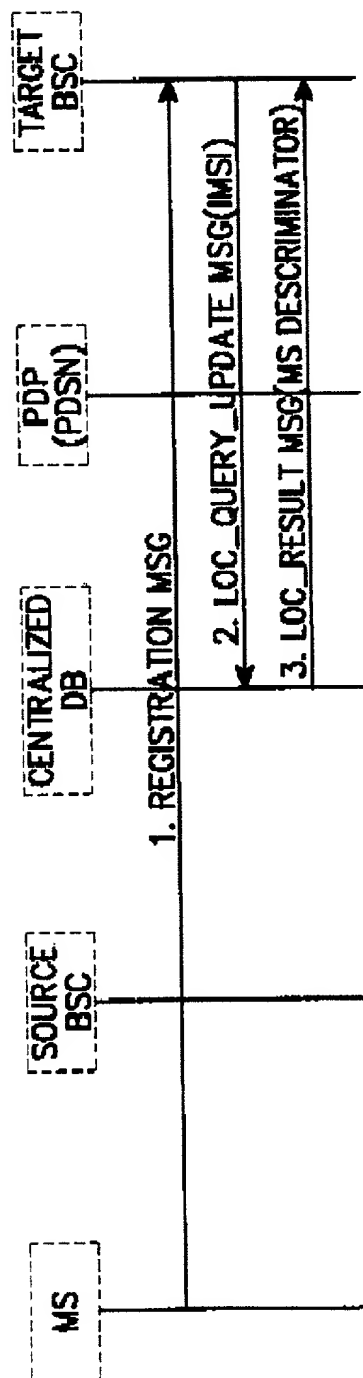 MS
SOURCE
BSC
CENTRALIZED
DB
PDP
(PDSN)
TARGET
BSC
1. REGISTRATION MSG
2. LOC_QUERY_UPDATE MSG(IMSI)
3. LOC_RESULT MSG(MS DESCRIMINATOR)